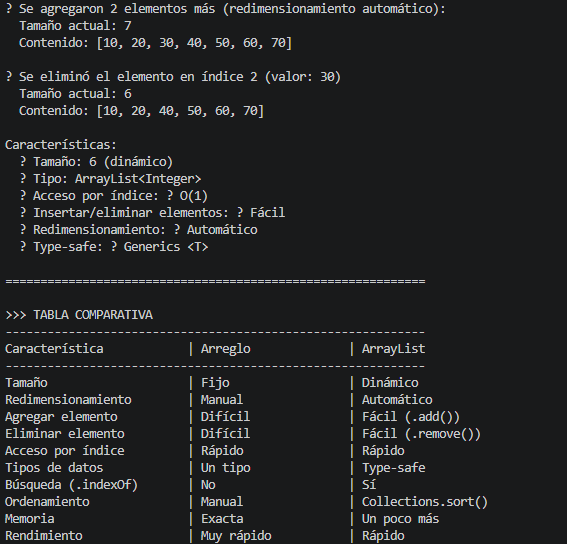 ? Se agregaron 2 elementos más (redimensionamiento automático):
  Tamaño actual: 7
  Contenido: [10, 20, 30, 40, 50, 60, 70]

? Se eliminó el elemento en índice 2 (valor: 30)
  Tamaño actual: 6
  Contenido: [10, 20, 40, 50, 60, 70]

Características:
  ? Tamaño: 6 (dinámico)
  ? Tipo: ArrayList<Integer>
  ? Acceso por índice: ? O(1)
  ? Insertar/eliminar elementos: ? Fácil
  ? Redimensionamiento: ? Automático
  ? Type-safe: ? Generics <T>

============================================================

>>> TABLA COMPARATIVA
------------------------------------------------------------
Característica            | Arreglo              | ArrayList
------------------------------------------------------------
Tamaño                    | Fijo                 | Dinámico
Redimensionamiento        | Manual               | Automático
Agregar elemento          | Difícil              | Fácil (.add())
Eliminar elemento         | Difícil              | Fácil (.remove())
Acceso por índice         | Rápido               | Rápido
Tipos de datos            | Un tipo              | Type-safe
Búsqueda (.indexOf)       | No                   | Sí
Ordenamiento              | Manual               | Collections.sort()
Memoria                   | Exacta               | Un poco más
Rendimiento               | Muy rápido           | Rápido